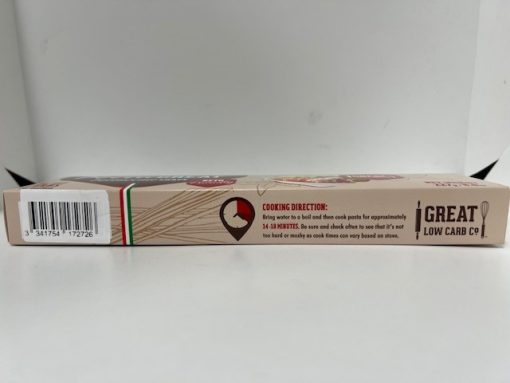 COOKING DIRECTION:
Bring water to a boil and then cook pasta for approximately
14-18 MINUTES. Be sure and check often to see that it's not
too hard or mushy as cook times can vary based on stove.
GREAT
LOW CARB CO
3 341754 172726